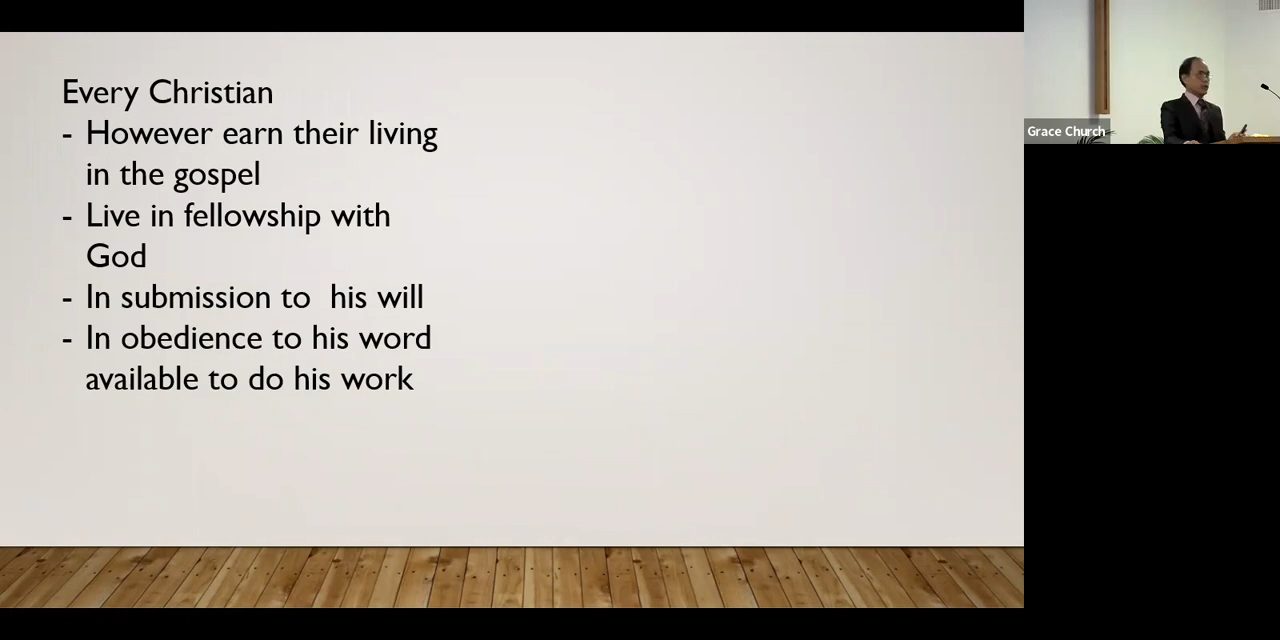 Every Christian
- However earn their living
in the gospel
- Live in fellowship with
God
- In submission to  his will
- In obedience to his word
available to do his work
Grace Church